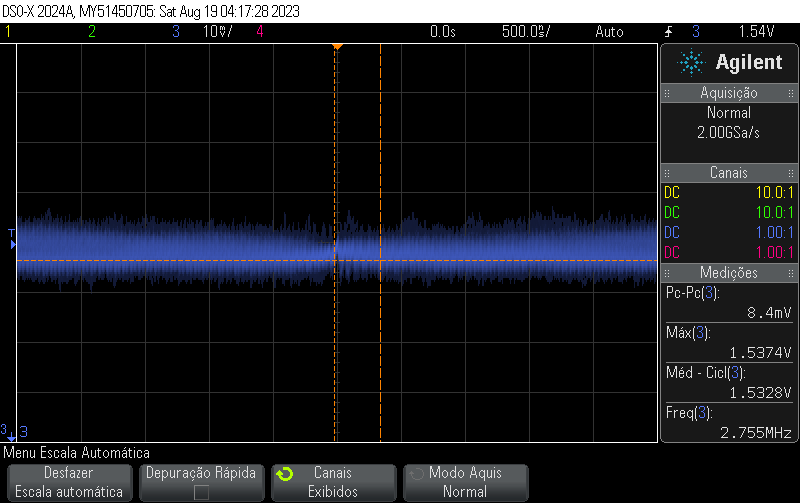 DSO-X 2024A, MY51450705: Sat Aug 19 04:17:28 2023
1 2 3 10mV/ 4 0.0s 500.0ns/ Auto 3 1.54V
Agilent
Aquisição
Normal
2.00GSa/s
Canais
DC 10.0:1
DC 10.0:1
DC 1.00:1
DC 1.00:1
Medições
Pc-Pc(3):
8.4mV
Máx(3):
1.5374V
Méd - Cicl(3):
1.5328V
Freq(3):
2.755MHz
T
3 3
Menu Escala Automática
Desfazer
Escala automática
Depuração Rápida
Canais
Exibidos
Modo Aquis
Normal